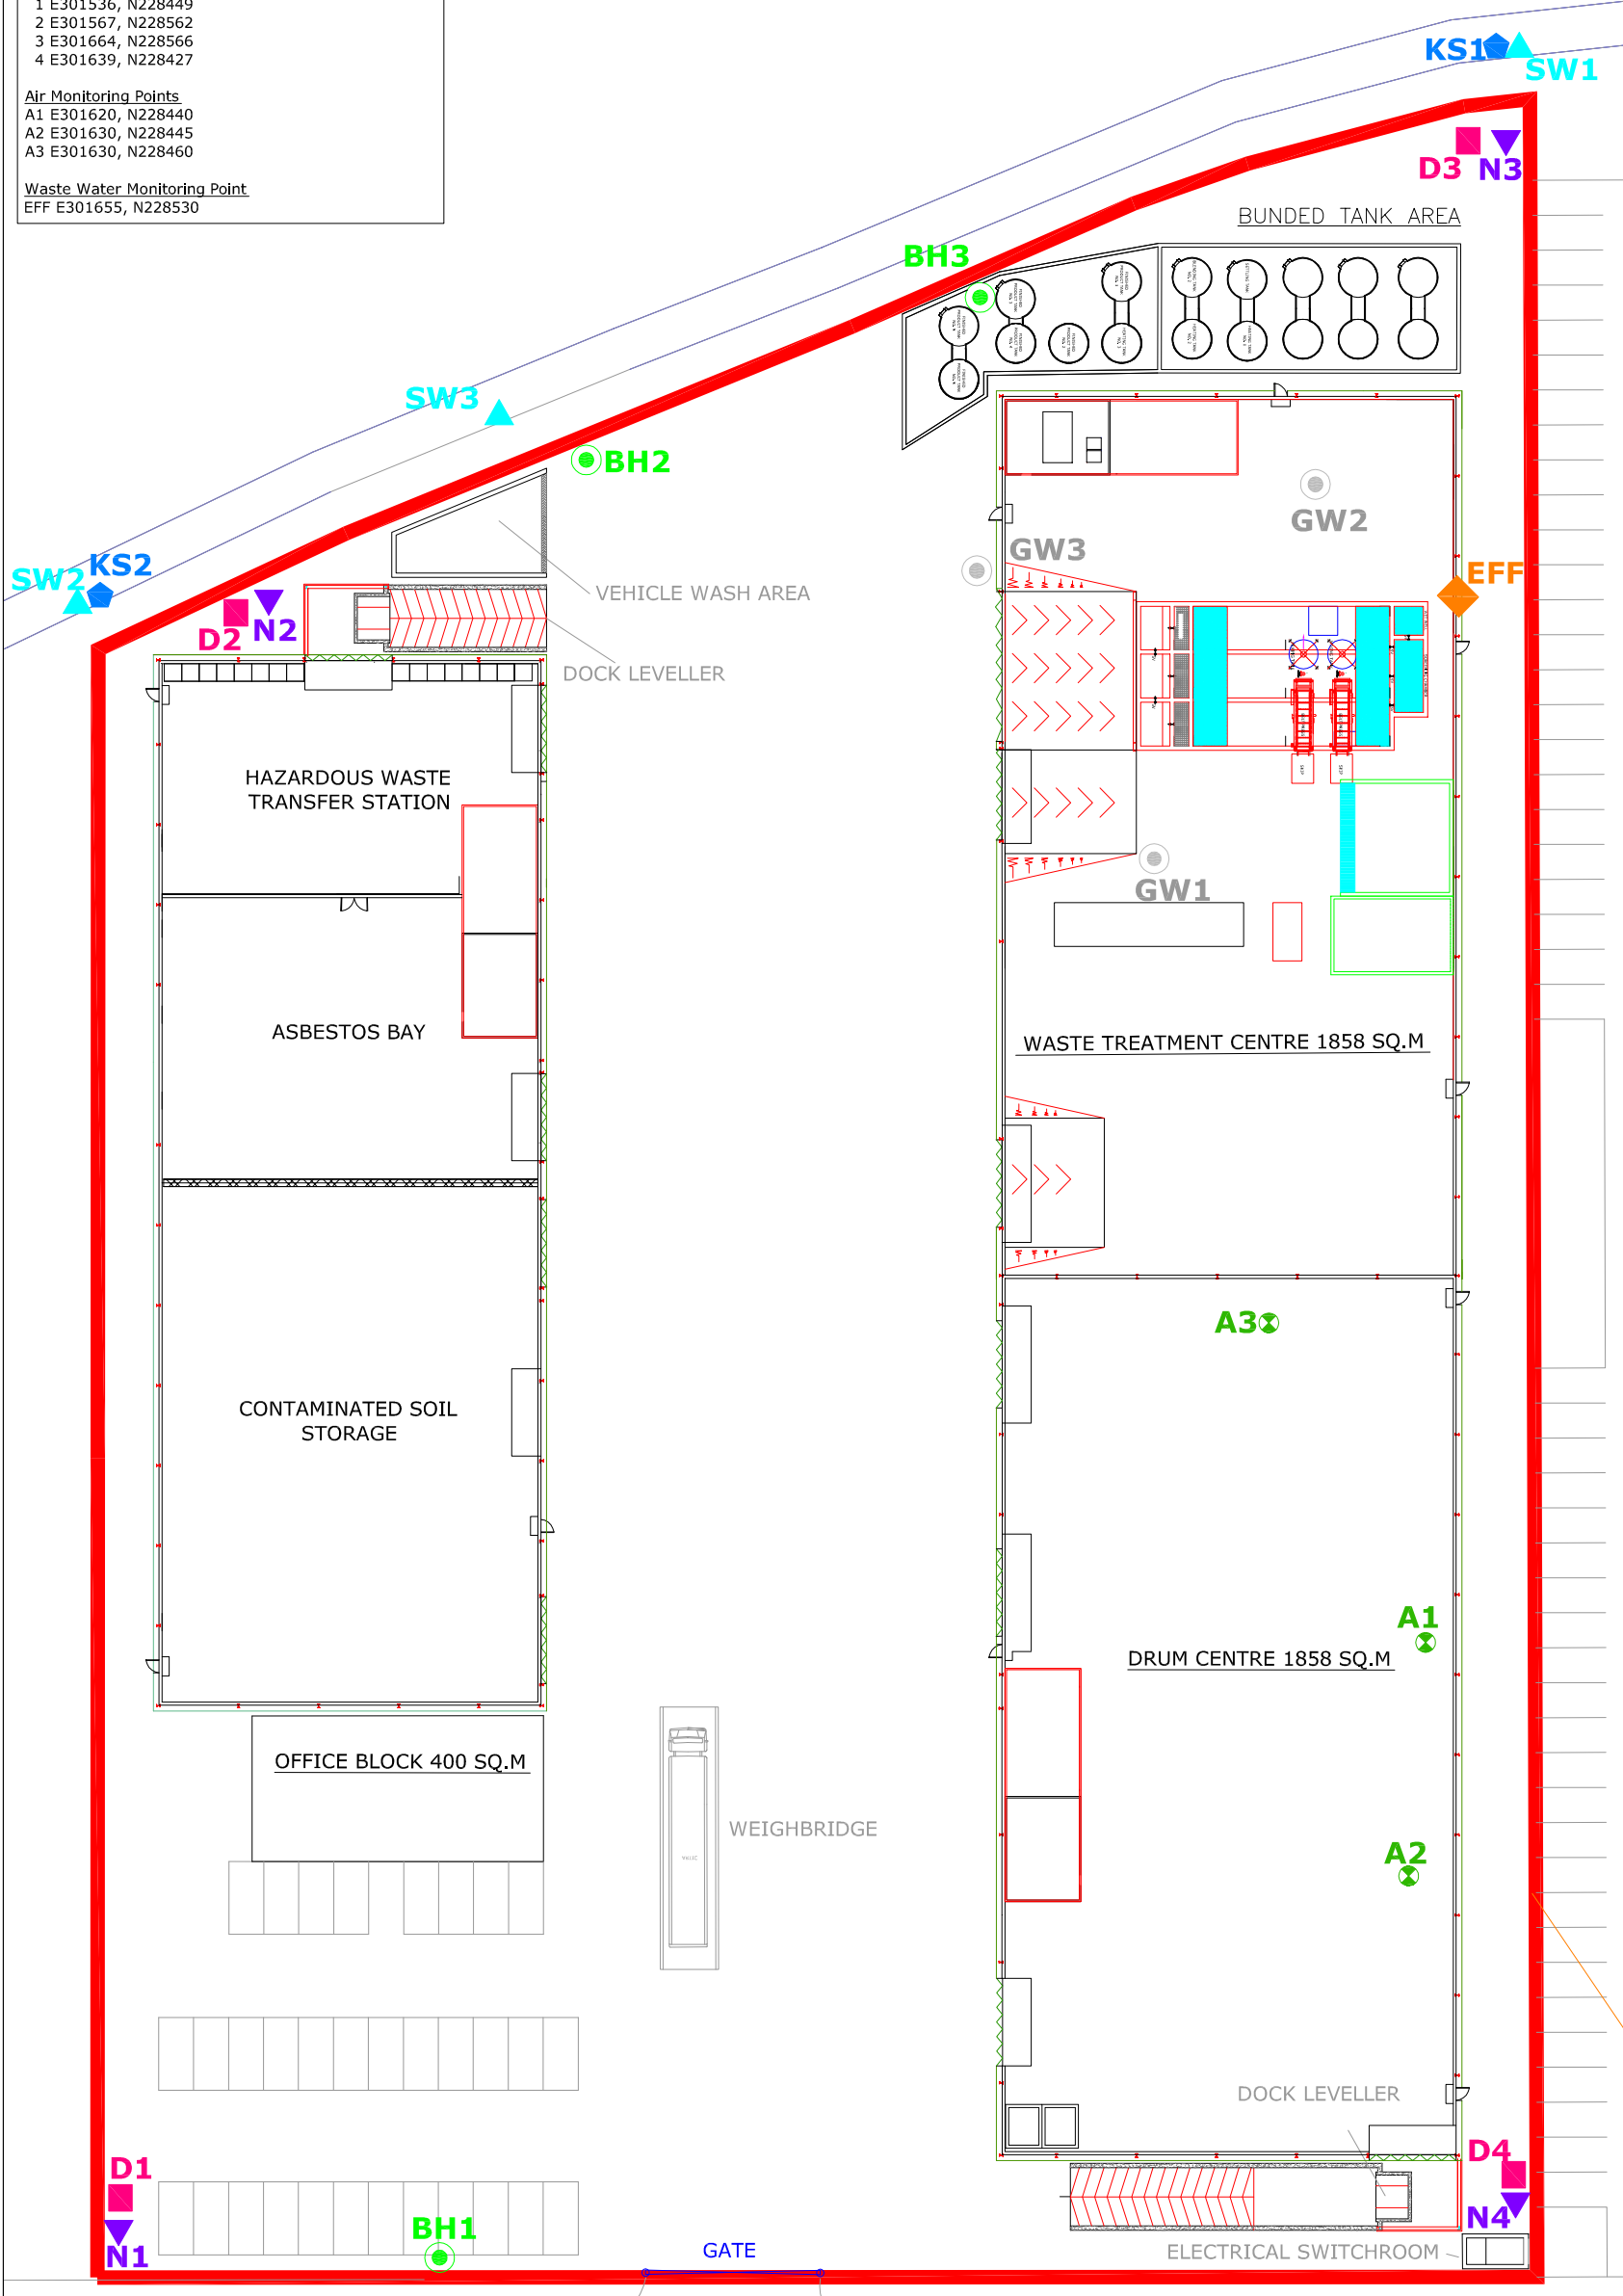 1 E301536, N228449
2 E301567, N228562
3 E301664, N228566
4 E301639, N228427
Air Monitoring Points
A1 E301620, N228440
A2 E301630, N228445
A3 E301630, N228460
Waste Water Monitoring Point
EFF E301655, N228530
KS1
SW1
D3
N3
BUNDED TANK AREA
BH3
SW3
BH2
GW2
GW3
EFF
SW2
KS2
D2
N2
VEHICLE WASH AREA
DOCK LEVELLER
HAZARDOUS WASTE
TRANSFER STATION
GW1
ASBESTOS BAY
WASTE TREATMENT CENTRE 1858 SQ.M
A3
CONTAMINATED SOIL
STORAGE
A1
DRUM CENTRE 1858 SQ.M
OFFICE BLOCK 400 SQ.M
WEIGHBRIDGE
A2
DOCK LEVELLER
D1
D4
N4
BH1
N1
GATE
ELECTRICAL SWITCHROOM